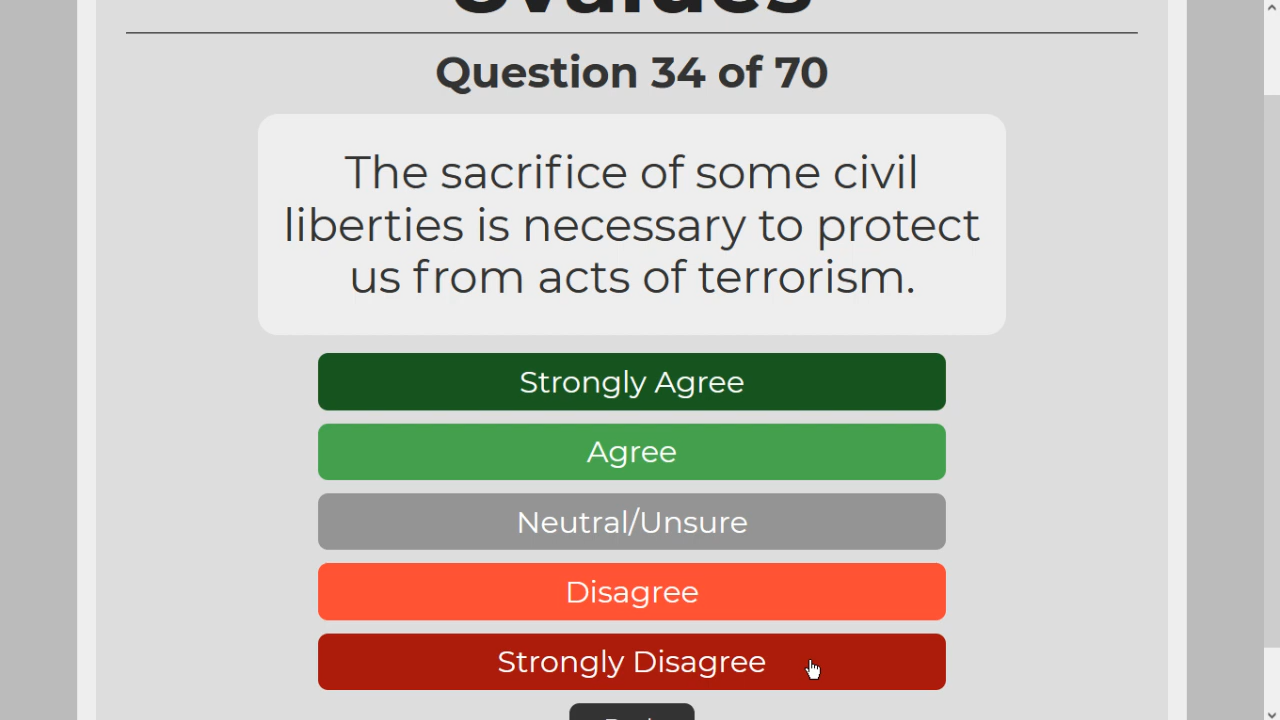 Question 34 of 70
The sacrifice of some civil
liberties is necessary to protect
us from acts of terrorism.
Strongly Agree
Agree
Neutral/Unsure
Disagree
Strongly Disagree